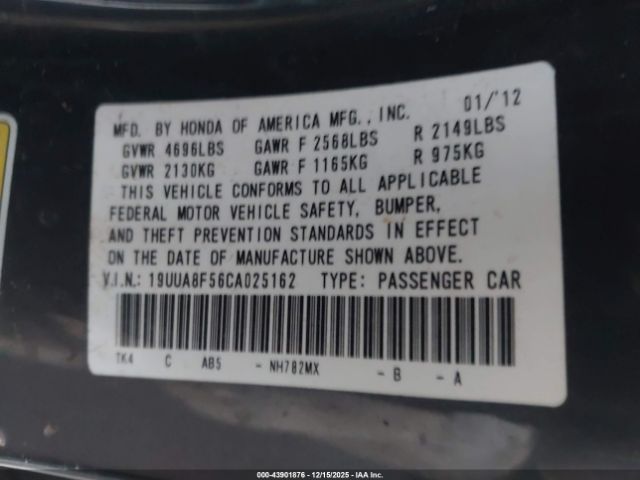 MFD. BY HONDA OF AMERICA MFG., INC. 01/'12
GVWR 4696LBS GAWR F 2568LBS R 2149LBS
GVWR 2130KG GAWR F 1165KG R 975KG
THIS VEHICLE CONFORMS TO ALL APPLICABLE
FEDERAL MOTOR VEHICLE SAFETY, BUMPER,
AND THEFT PREVENTION STANDARDS IN EFFECT
ON THE DATE OF MANUFACTURE SHOWN ABOVE.
V.I.N.: 19UUA8F56CA025162 TYPE: PASSENGER CAR
TK4 C AB5 - NH782MX - B - A
000-43901876 - 12/15/2025 - IAA Inc.